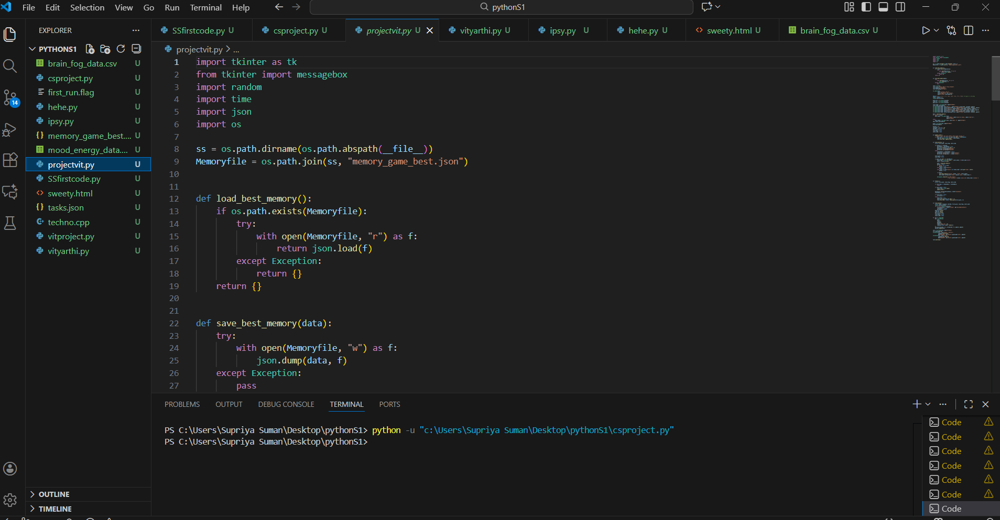 File Edit Selection View Go Run Terminal Help
pythonS1
EXPLORER
SSfirstcode.py U
csproject.py U
projectvit.py U
vityarthi.py U
ipsy.py U
hehe.py U
sweety.html U
brain_fog_data.csv U
PYTHONS1
brain_fog_data.csv U
csproject.py U
first_run.flag U
hehe.py U
ipsy.py U
memory_game_best.... U
mood_energy_data.... U
projectvit.py U
SSfirstcode.py U
sweety.html U
tasks.json U
techno.cpp U
vitproject.py U
vityarthi.py U
14
OUTLINE
TIMELINE
projectvit.py > ...
1 import tkinter as tk
2 from tkinter import messagebox
3 import random
4 import time
5 import json
6 import os
7
8 ss = os.path.dirname(os.path.abspath(__file__))
9 Memoryfile = os.path.join(ss, "memory_game_best.json")
10
11
12 def load_best_memory():
13 if os.path.exists(Memoryfile):
14 try:
15 with open(Memoryfile, "r") as f:
16 return json.load(f)
17 except Exception:
18 return {}
19 return {}
20
21
22 def save_best_memory(data):
23 try:
24 with open(Memoryfile, "w") as f:
25 json.dump(data, f)
26 except Exception:
27 pass
PROBLEMS OUTPUT DEBUG CONSOLE TERMINAL PORTS
PS C:\Users\Supriya Suman\Desktop\pythonS1> python -u "c:\Users\Supriya Suman\Desktop\pythonS1\csproject.py"
PS C:\Users\Supriya Suman\Desktop\pythonS1>
Code
Code
Code
Code
Code
Code
Code